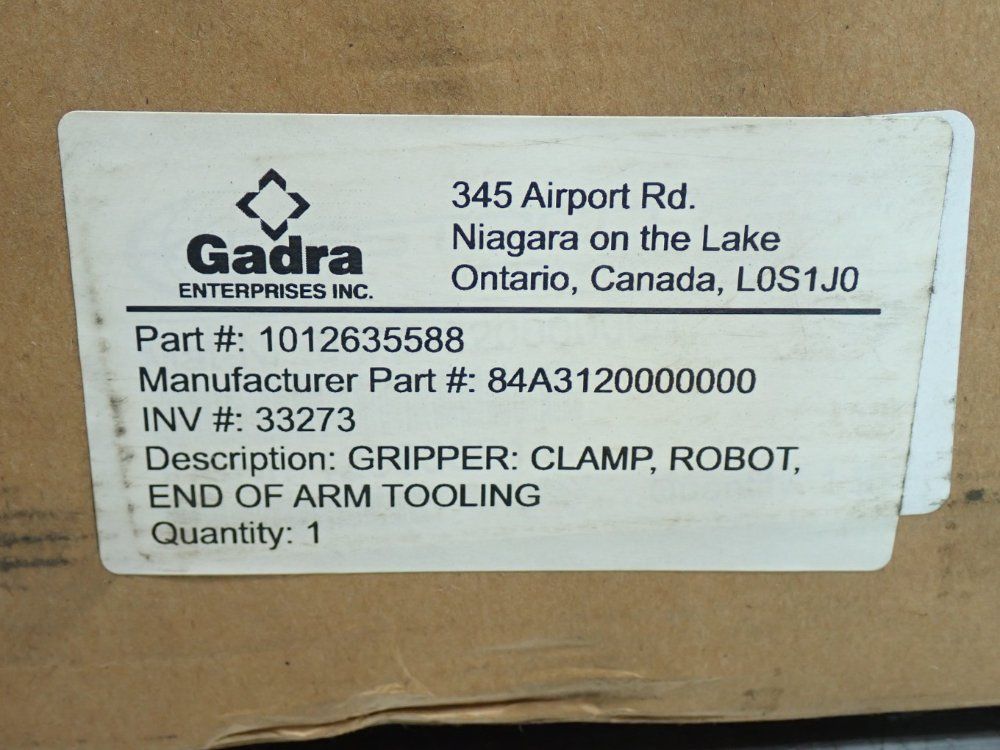 Gadra
ENTERPRISES INC.
345 Airport Rd.
Niagara on the Lake
Ontario, Canada, L0S1J0
Part #: 1012635588
Manufacturer Part #: 84A3120000000
INV #: 33273
Description: GRIPPER: CLAMP, ROBOT,
END OF ARM TOOLING
Quantity: 1